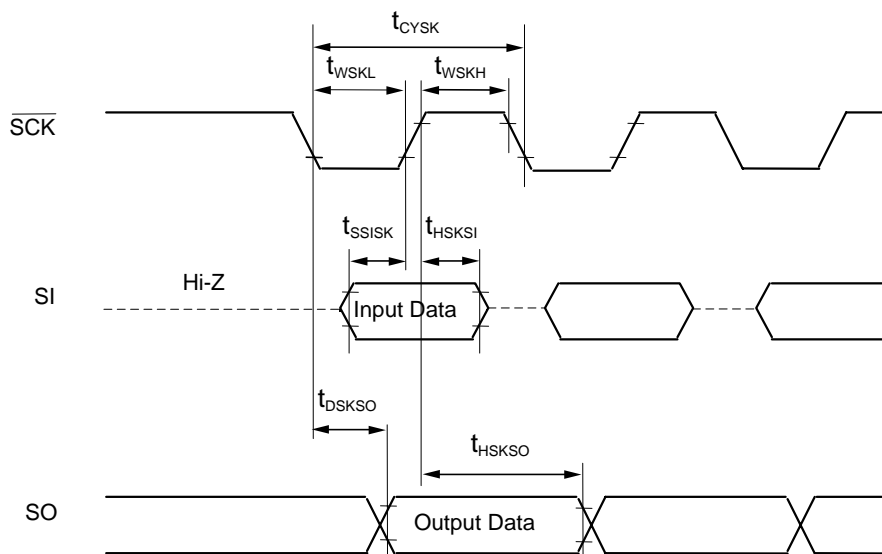 tCYSK
tWSKL tWSKH
SCK
tSSISK tHSKSI
Hi-Z
SI Input Data
tDSKSO
tHSKSO
SO Output Data